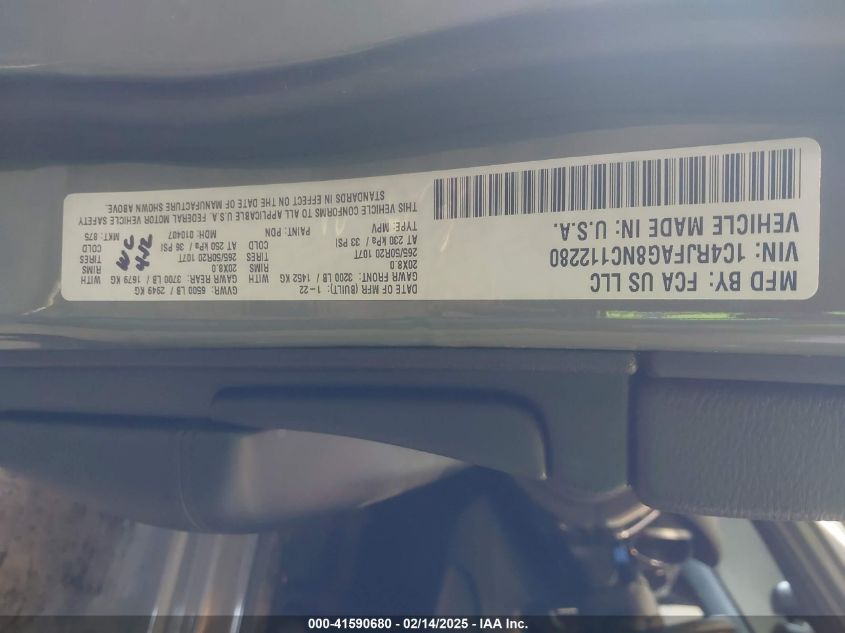 MFD BY: FCA US LLC
VIN: 1C4RJFAG8NC112280
VEHICLE MADE IN: U.S.A.
DATE OF MFR (BUILT): 1-22
GVWR: 6500 LB / 2949 KG
GAWR FRONT: 3200 LB / 1452 KG
GAWR REAR: 3700 LB / 1679 KG
WITH
20X8.0
RIMS
20X8.0
RIMS
WITH
265/50R20 107T
TIRES
265/50R20 107T
TIRES
AT 230 kPa / 33 PSI
COLD
AT 250 kPa / 36 PSI
COLD
TYPE: MPV
PAINT: PDN
MDH: 010407
MKT: 875
WC
THIS VEHICLE CONFORMS TO ALL APPLICABLE U.S.A. FEDERAL MOTOR VEHICLE SAFETY
STANDARDS IN EFFECT ON THE DATE OF MANUFACTURE SHOWN ABOVE.
000-41590680 - 02/14/2025 - IAA Inc.